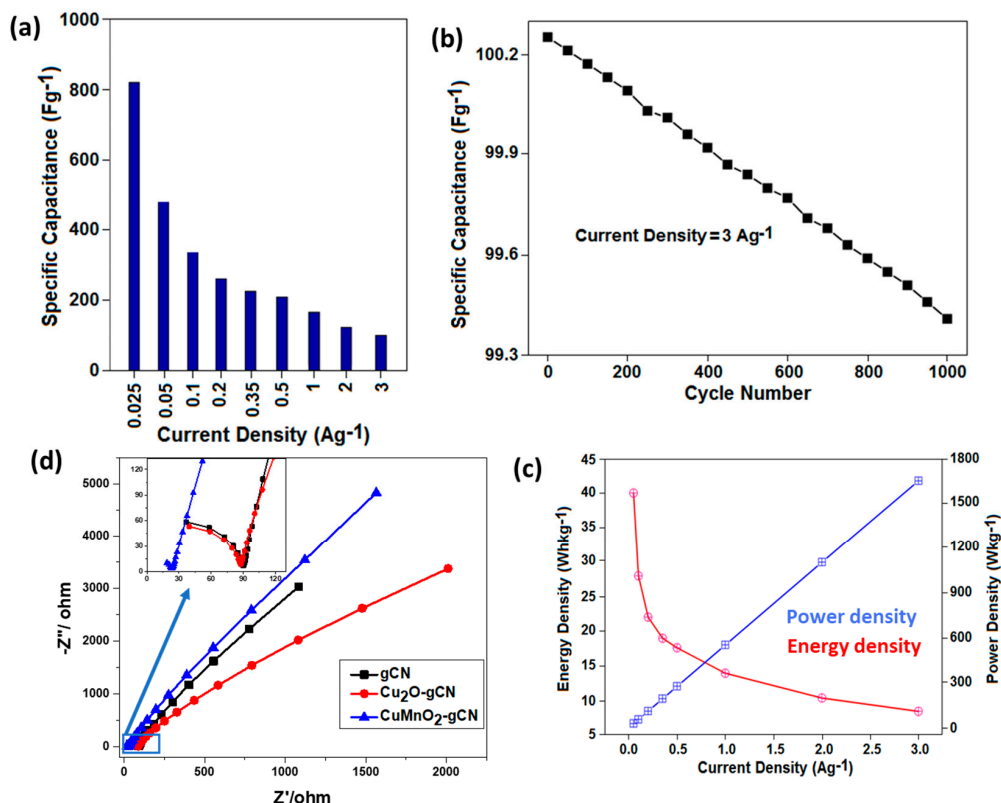 (a)
1000
800
600
400
200
0
Specific Capacitance (Fg-1)
0.025
0.05
0.1
0.2
0.35
0.5
1
2
3
Current Density (Ag-1)
(b)
100.2
99.9
99.6
99.3
Specific Capacitance (Fg-1)
Current Density = 3 Ag-1
0 200 400 600 800 1000
Cycle Number
(d)
5000
4000
3000
2000
1000
0
-Z''/ ohm
120
90
60
30
0
0 30 60 90 120
gCN
Cu2O-gCN
CuMnO2-gCN
0 500 1000 1500 2000
Z'/ohm
(c)
45
40
35
30
25
20
15
10
5
Energy Density (Whkg-1)
1800
1500
1200
900
600
300
0
Power Density (Wkg-1)
Power density
Energy density
0.0 0.5 1.0 1.5 2.0 2.5 3.0
Current Density (Ag-1)